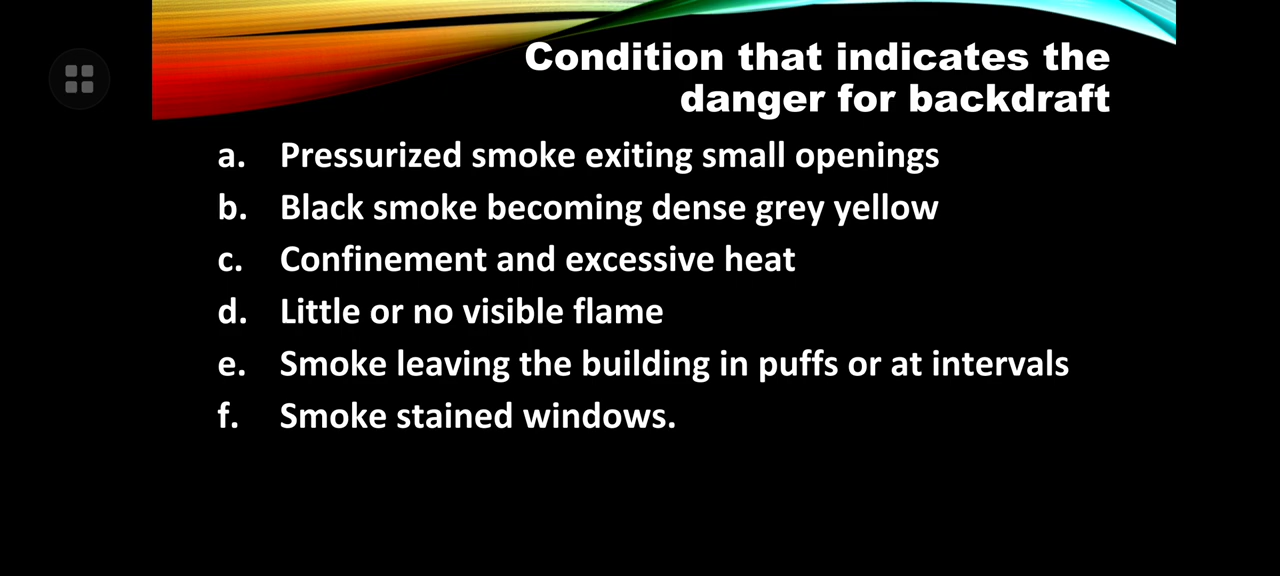 Condition that indicates the
danger for backdraft
a. Pressurized smoke exiting small openings
b. Black smoke becoming dense grey yellow
c. Confinement and excessive heat
d. Little or no visible flame
e. Smoke leaving the building in puffs or at intervals
f. Smoke stained windows.